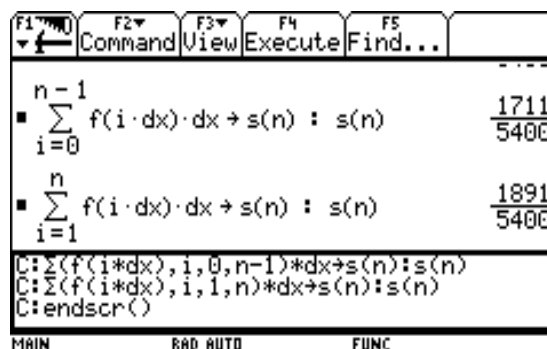 F1 F2 F3 F4 F5
Command View Execute Find...
n - 1
∑ f(i·dx)·dx → s(n) : s(n) 1711
i=0 5400
n
∑ f(i·dx)·dx → s(n) : s(n) 1891
i=1 5400
C:Σ(f(i*dx),i,0,n-1)*dx→s(n):s(n)
C:Σ(f(i*dx),i,1,n)*dx→s(n):s(n)
C:endscr()
MAIN RAD AUTO FUNC